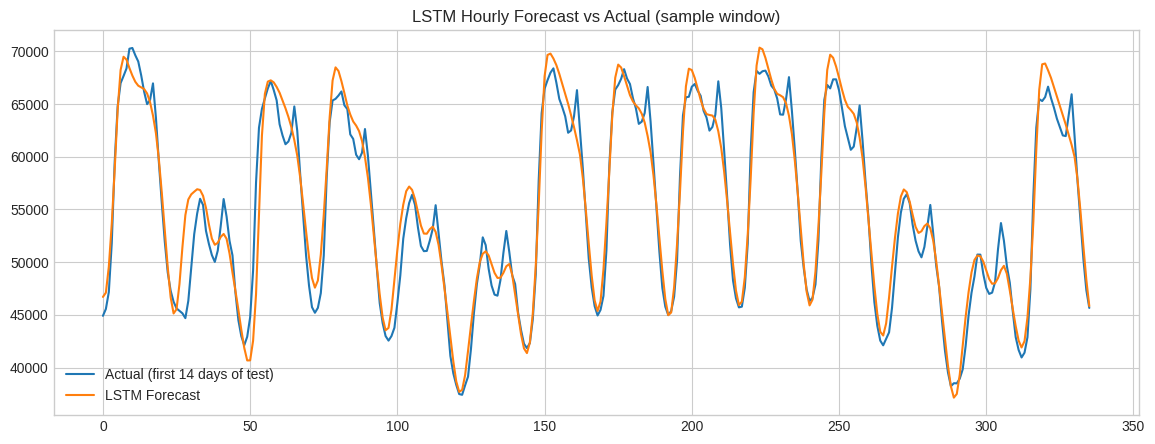 LSTM Hourly Forecast vs Actual (sample window)
70000
65000
60000
55000
50000
45000
40000
Actual (first 14 days of test)
LSTM Forecast
0 50 100 150 200 250 300 350